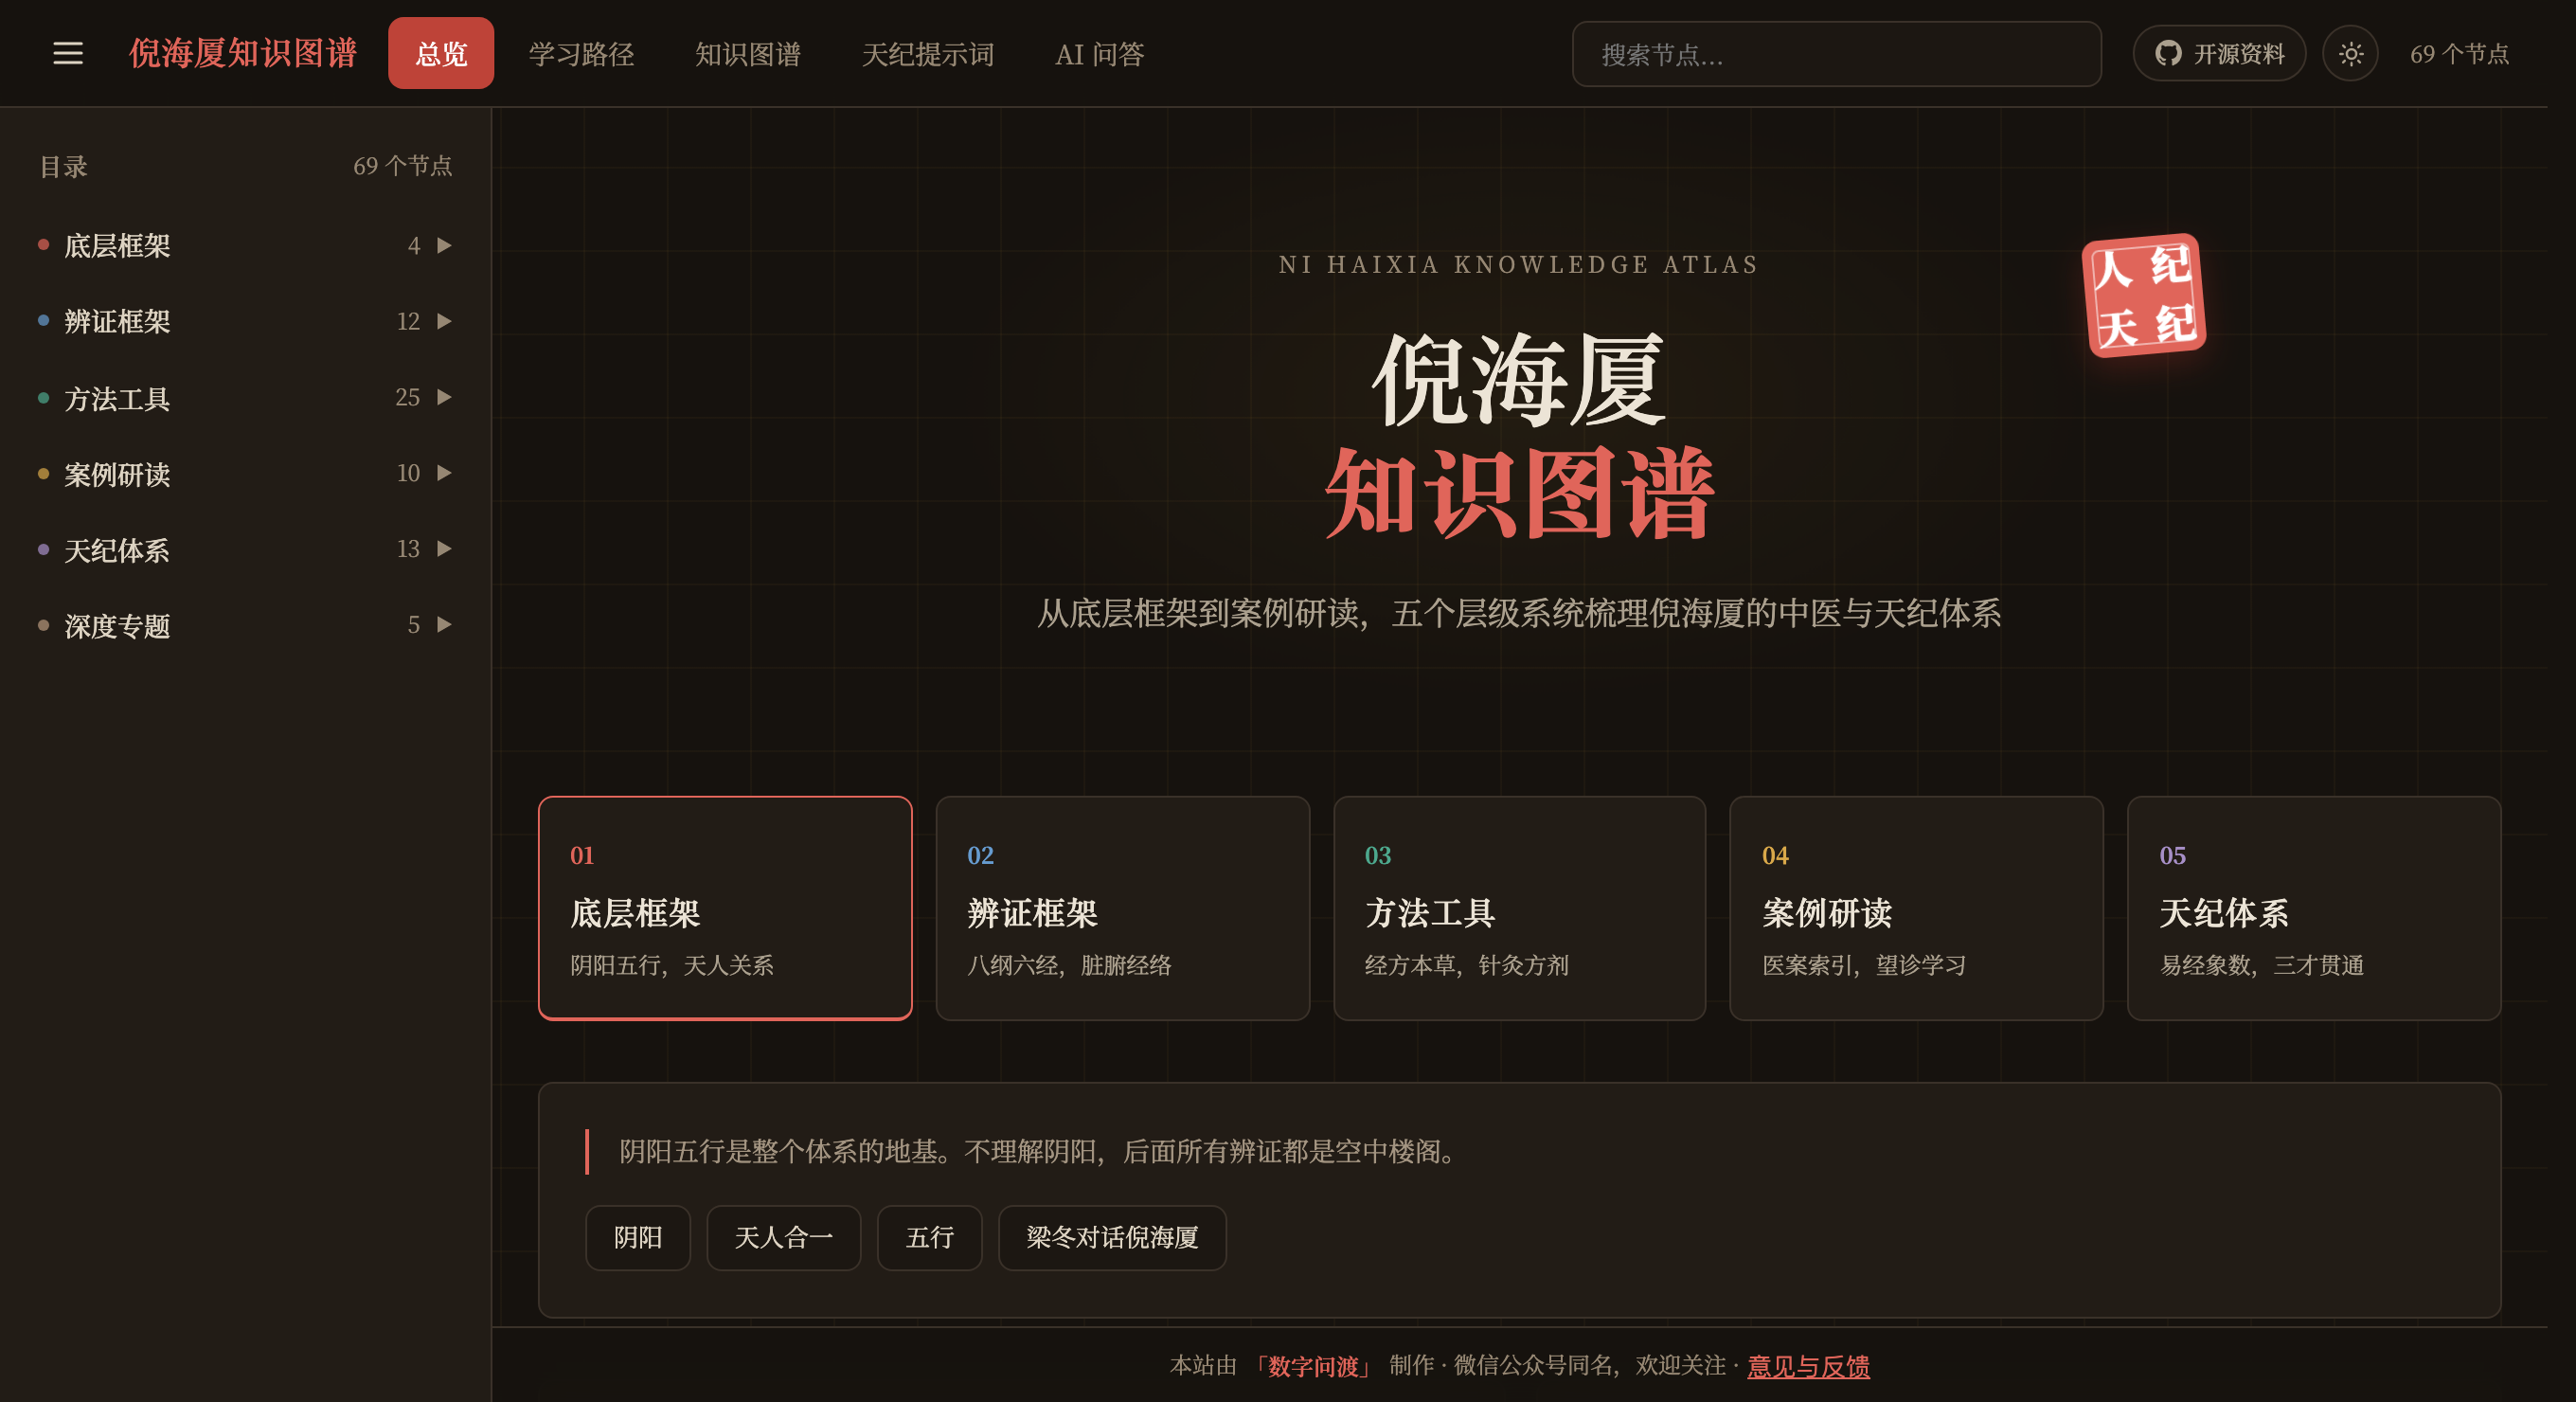 倪海厦知识图谱
总览
学习路径
知识图谱
天纪提示词
AI 问答
搜索节点...
开源资料
69 个节点
目录
69 个节点
底层框架 4
辨证框架 12
方法工具 25
案例研读 10
天纪体系 13
深度专题 5
NI HAIXIA KNOWLEDGE ATLAS
人 纪
天 纪
倪海厦
知识图谱
从底层框架到案例研读，五个层级系统梳理倪海厦的中医与天纪体系
01
底层框架
阴阳五行，天人关系
02
辨证框架
八纲六经，脏腑经络
03
方法工具
经方本草，针灸方剂
04
案例研读
医案索引，望诊学习
05
天纪体系
易经象数，三才贯通
阴阳五行是整个体系的地基。不理解阴阳，后面所有辨证都是空中楼阁。
阴阳
天人合一
五行
梁冬对话倪海厦
本站由 「数字问渡」 制作 · 微信公众号同名，欢迎关注 · 意见与反馈